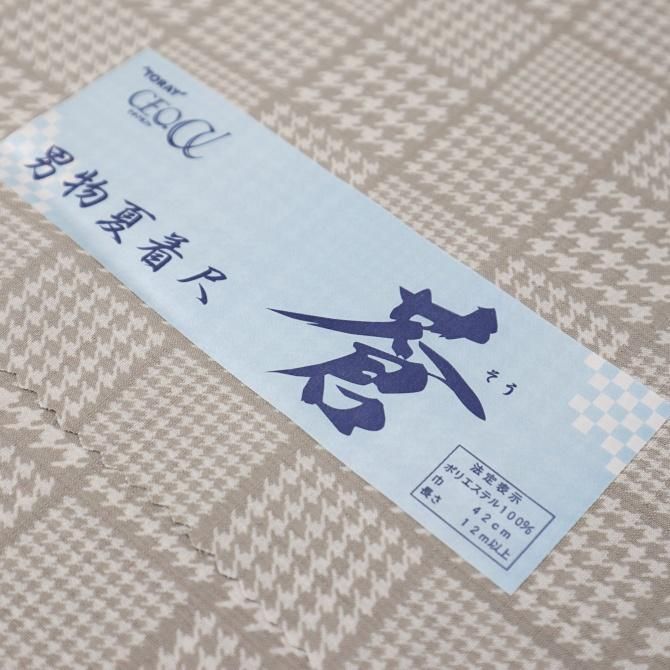 "TORAY"
CEOα
男物夏着尺
蒼
そう
法定表示
ポリエステル100%
巾 42cm
長さ 12m以上